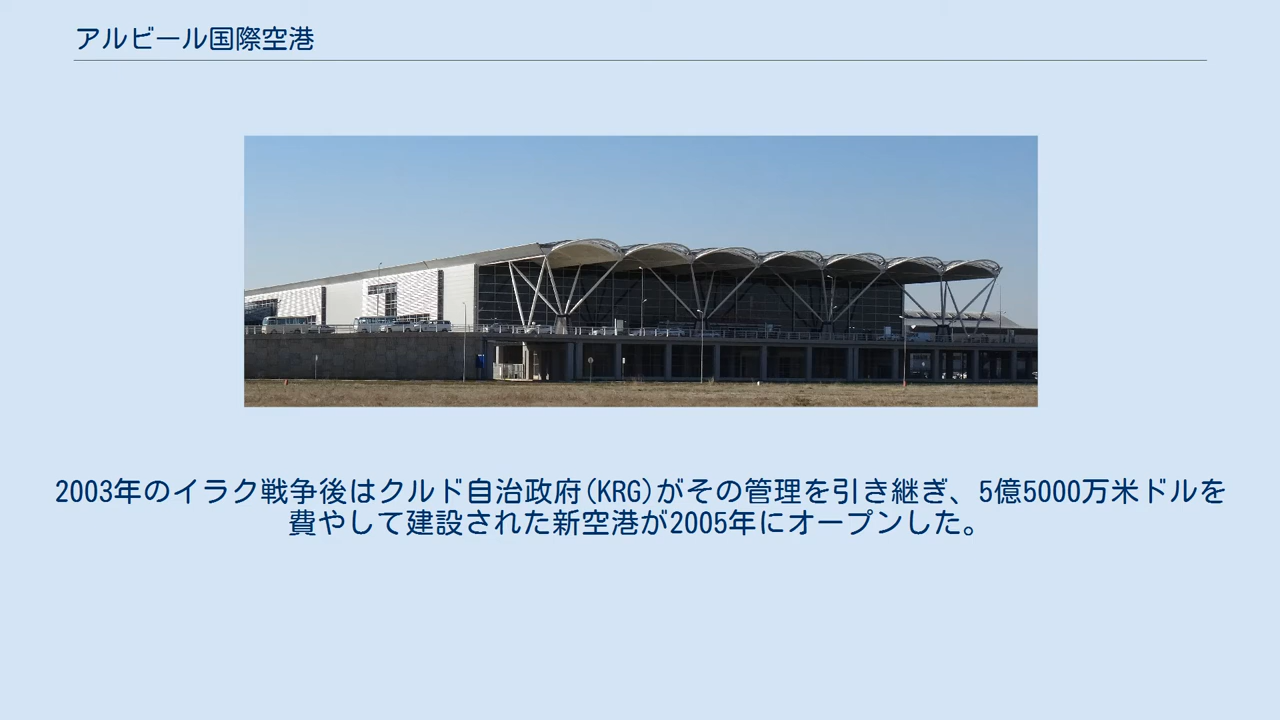 アルビール国際空港
2003年のイラク戦争後はクルド自治政府(KRG)がその管理を引き継ぎ、5億5000万米ドルを
費やして建設された新空港が2005年にオープンした。